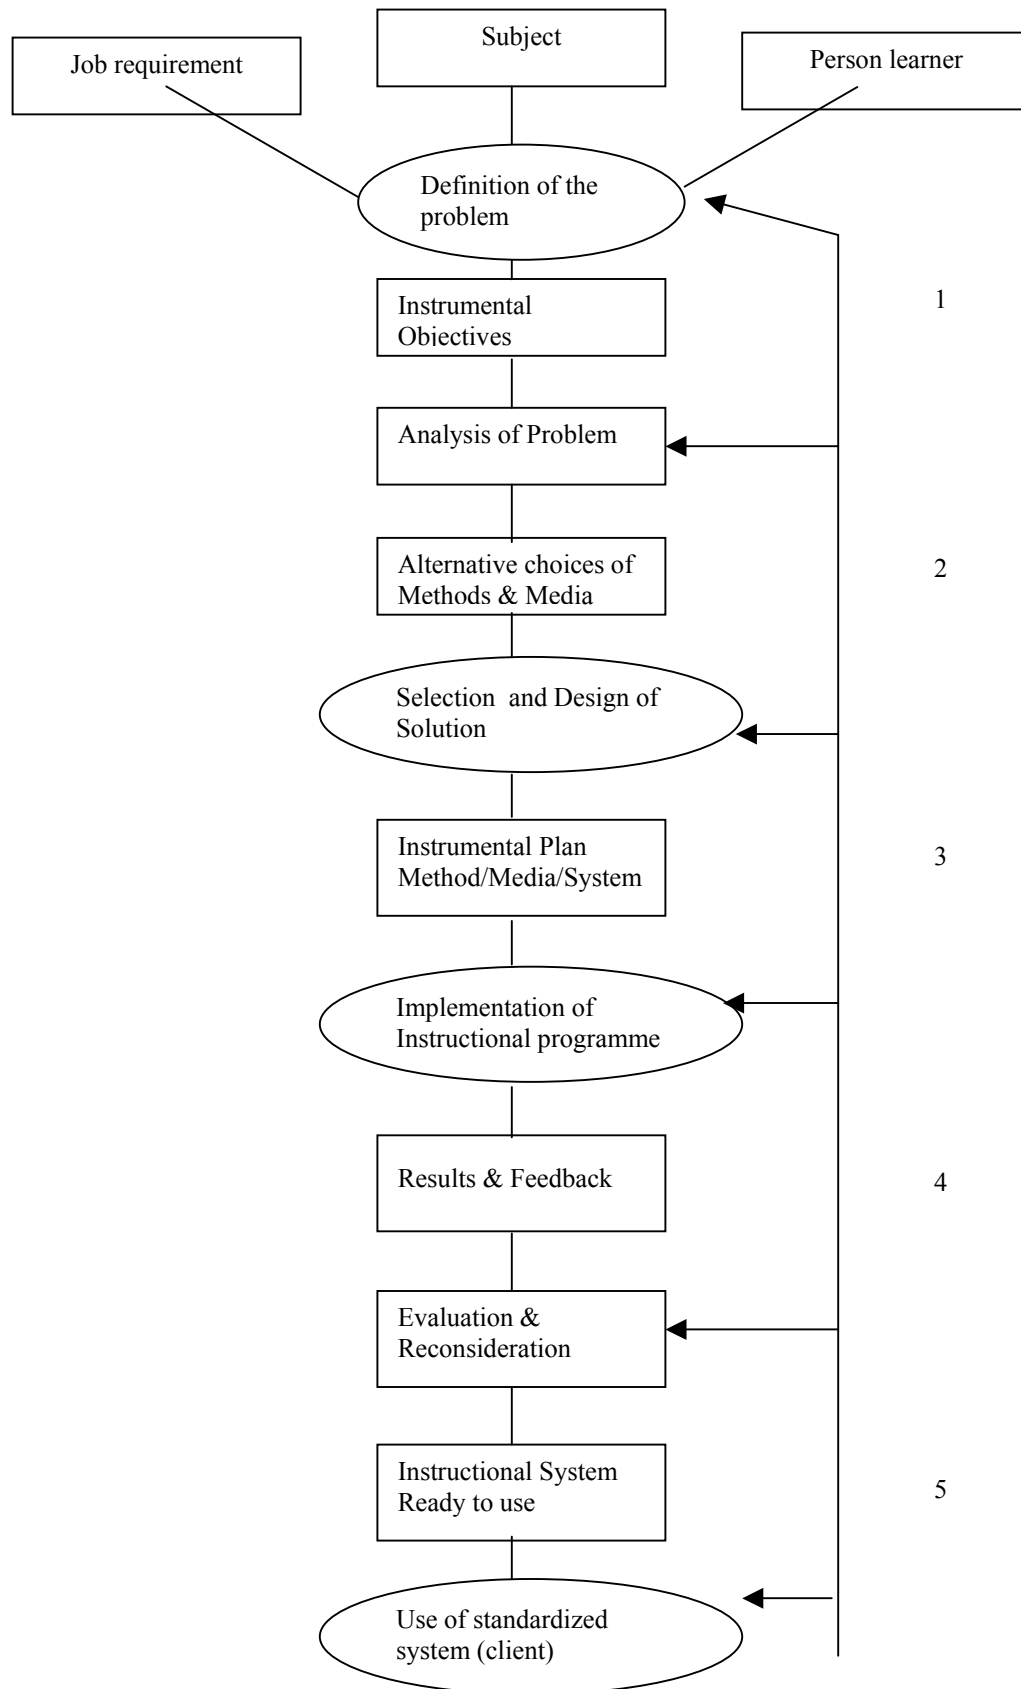 Subject
Job requirement
Person learner
Definition of the
problem
1
Instrumental
Objectives
Analysis of Problem
2
Alternative choices of
Methods & Media
Selection and Design of
Solution
3
Instrumental Plan
Method/Media/System
Implementation of
Instructional programme
4
Results & Feedback
Evaluation &
Reconsideration
5
Instructional System
Ready to use
Use of standardized
system (client)